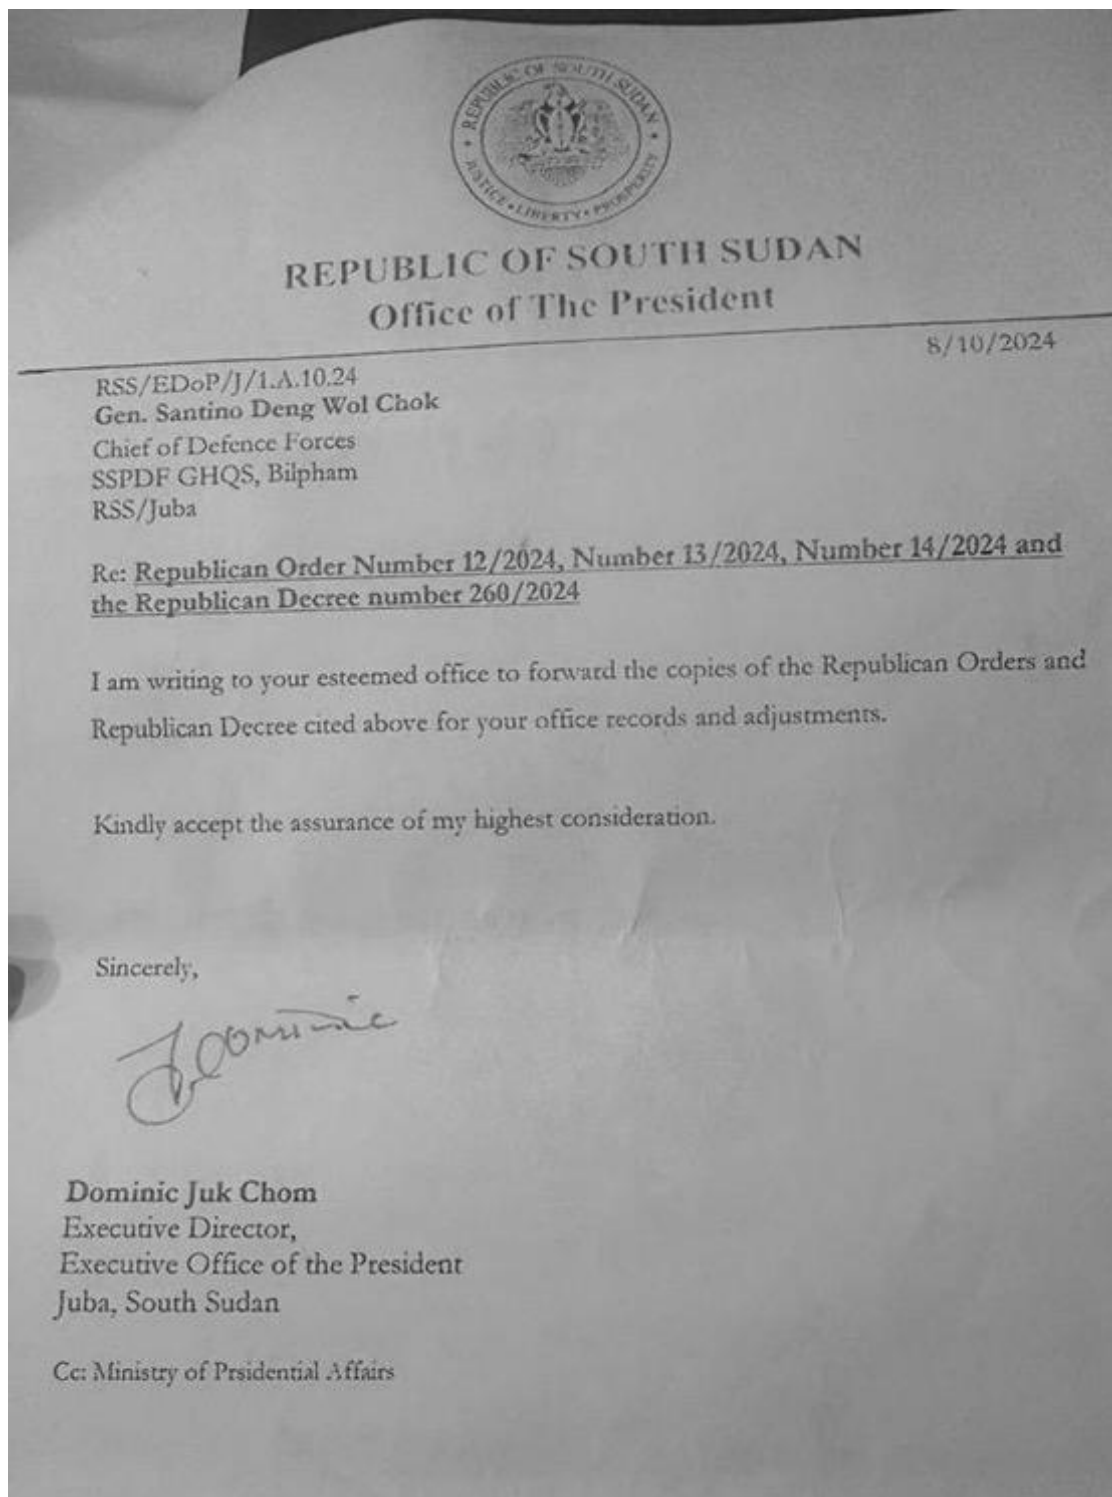 REPUBLIC OF SOUTH SUDAN
JUSTICE • LIBERTY • PROSPERITY
REPUBLIC OF SOUTH SUDAN
Office of The President
8/10/2024
RSS/EDoP/J/1.A.10.24
Gen. Santino Deng Wol Chok
Chief of Defence Forces
SSPDF GHQS, Bilpham
RSS/Juba
Re: Republican Order Number 12/2024, Number 13/2024, Number 14/2024 and
the Republican Decree number 260/2024
I am writing to your esteemed office to forward the copies of the Republican Orders and
Republican Decree cited above for your office records and adjustments.
Kindly accept the assurance of my highest consideration.
Sincerely,
Dominic
Dominic Juk Chom
Executive Director,
Executive Office of the President
Juba, South Sudan
Cc: Ministry of Prsidential Affairs